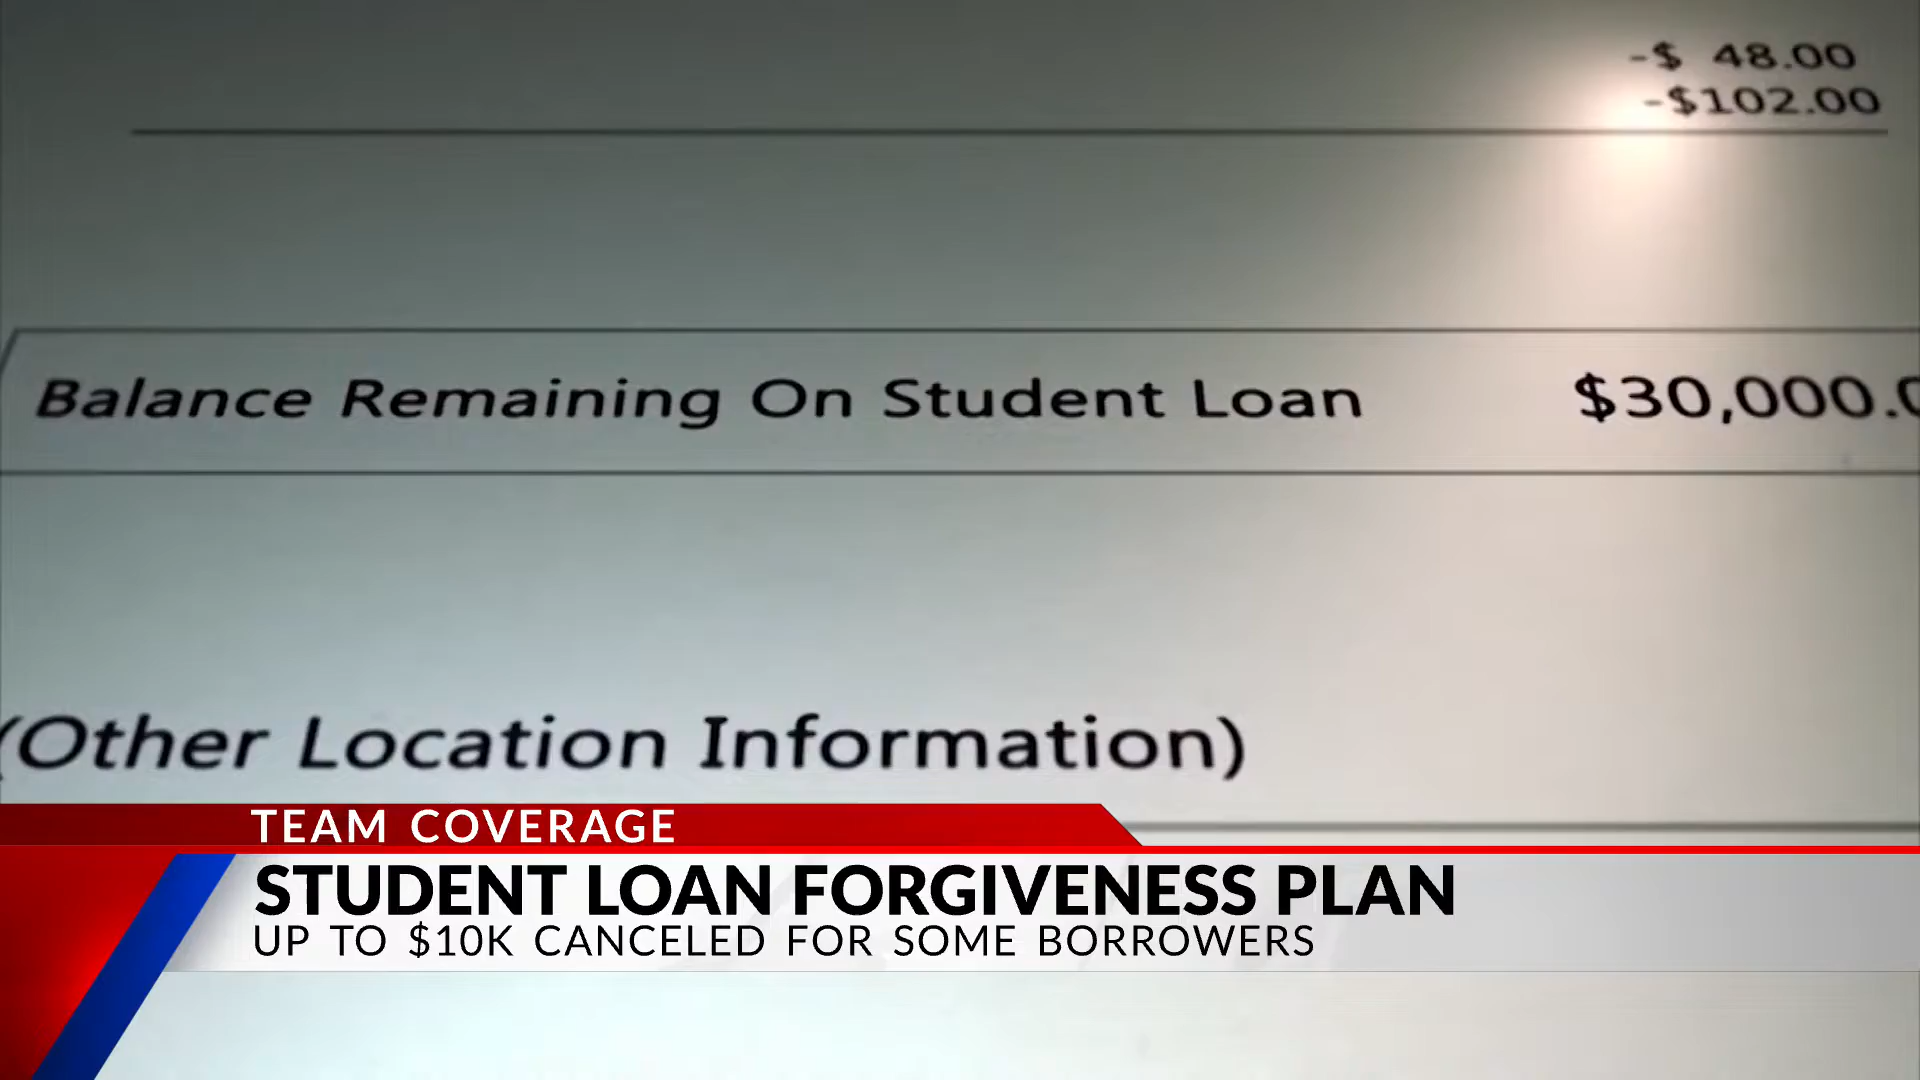 -$ 48.00
-$102.00
Balance Remaining On Student Loan $30,000.0
(Other Location Information)
TEAM COVERAGE
STUDENT LOAN FORGIVENESS PLAN
UP TO $10K CANCELED FOR SOME BORROWERS